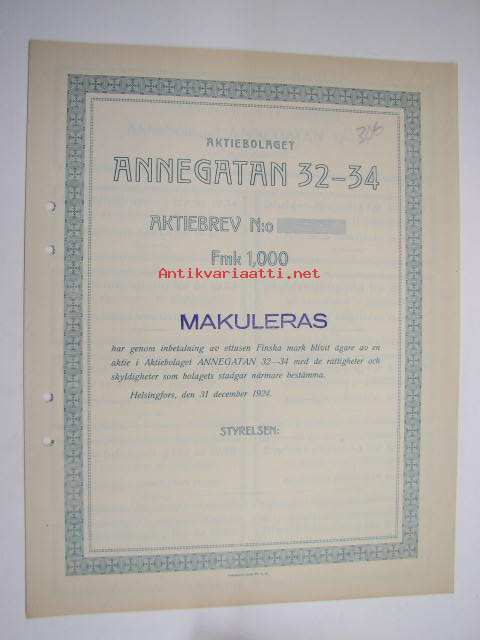 306
AKTIEBOLAGET
ANNEGATAN 32-34
AKTIEBREV N:o
Fmk 1,000
Antikvariaatti.net
MAKULERAS
har genom inbetalning av ettusen Finska mark blivit ägare av en
aktie i Aktiebolaget ANNEGATAN 32—34 med de rättigheter och
skyldigheter som bolagets stadgar närmare bestämma.
Helsingfors, den 31 december 1924.
STYRELSEN: